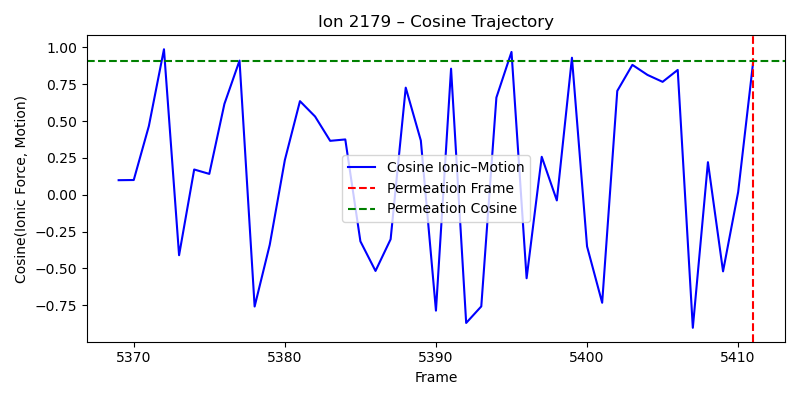 Ion 2179 – Cosine Trajectory
Cosine(Ionic Force, Motion)
1.00
0.75
0.50
0.25
0.00
−0.25
−0.50
−0.75
Cosine Ionic–Motion
Permeation Frame
Permeation Cosine
5370
5380
5390
5400
5410
Frame